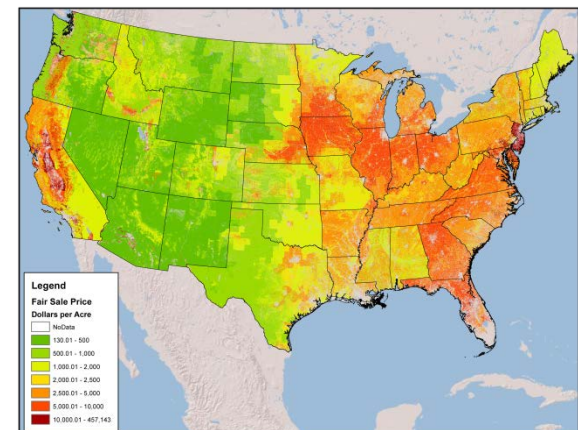 Legend
Fair Sale Price
Dollars per Acre
NoData
130.01 - 500
500.01 - 1,000
1,000.01 - 2,000
2,000.01 - 2,500
2,500.01 - 5,000
5,000.01 - 10,000
10,000.01 - 457,143